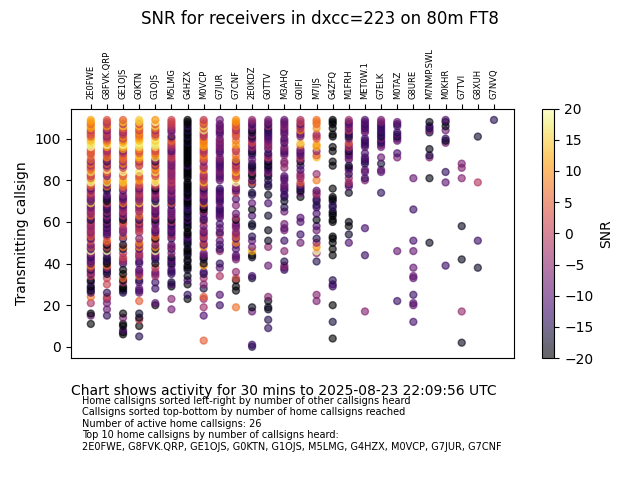 SNR for receivers in dxcc=223 on 80m FT8
2E0FWE G8FVK.QRP GE1OJS G0KTN G1OJS M5LMG G4HZX M0VCP G7JUR G7CNF 2E0KDZ G0TTV M3AHQ G0IFI M7IJS G4ZFQ M1FRH MET0W.1 G7ELK M0TAZ G8URE M7NMP.SWL M0KHR G7TVI G8XUH G7NVQ
Transmitting callsign
100
80
60
40
20
0
20
15
10
5
0
−5
−10
−15
−20
SNR
Chart shows activity for 30 mins to 2025-08-23 22:09:56 UTC
Home callsigns sorted left-right by number of other callsigns heard
Callsigns sorted top-bottom by number of home callsigns reached
Number of active home callsigns: 26
Top 10 home callsigns by number of callsigns heard:
2E0FWE, G8FVK.QRP, GE1OJS, G0KTN, G1OJS, M5LMG, G4HZX, M0VCP, G7JUR, G7CNF